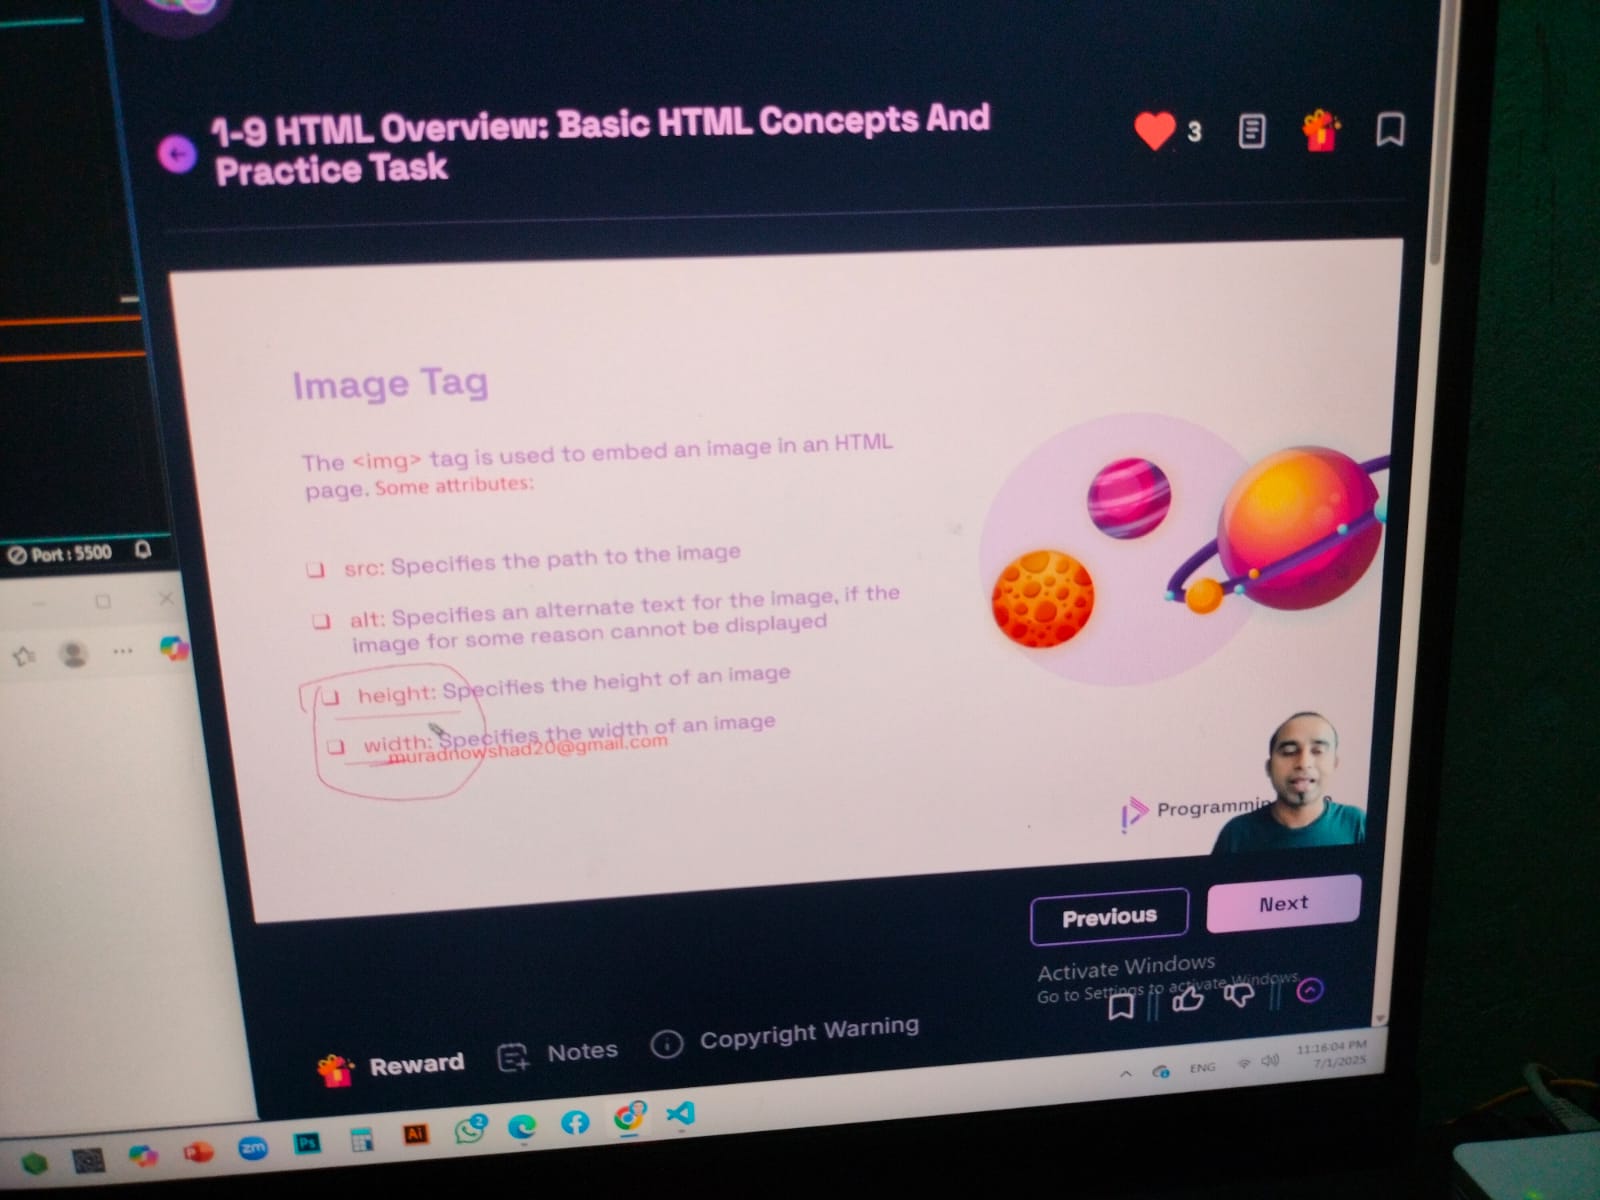 1-9 HTML Overview: Basic HTML Concepts And
Practice Task
3
Image Tag
The <img> tag is used to embed an image in an HTML
page. Some attributes:
src: Specifies the path to the image
alt: Specifies an alternate text for the image, if the
image for some reason cannot be displayed
height: Specifies the height of an image
width: Specifies the width of an image
muradnowshad20@gmail.com
Port : 5500
Previous
Next
Activate Windows
Go to Settings to activate Windows.
Reward
Notes
Copyright Warning
ENG
11:16:04 PM
7/1/2025
zm
Ps
Ai
2